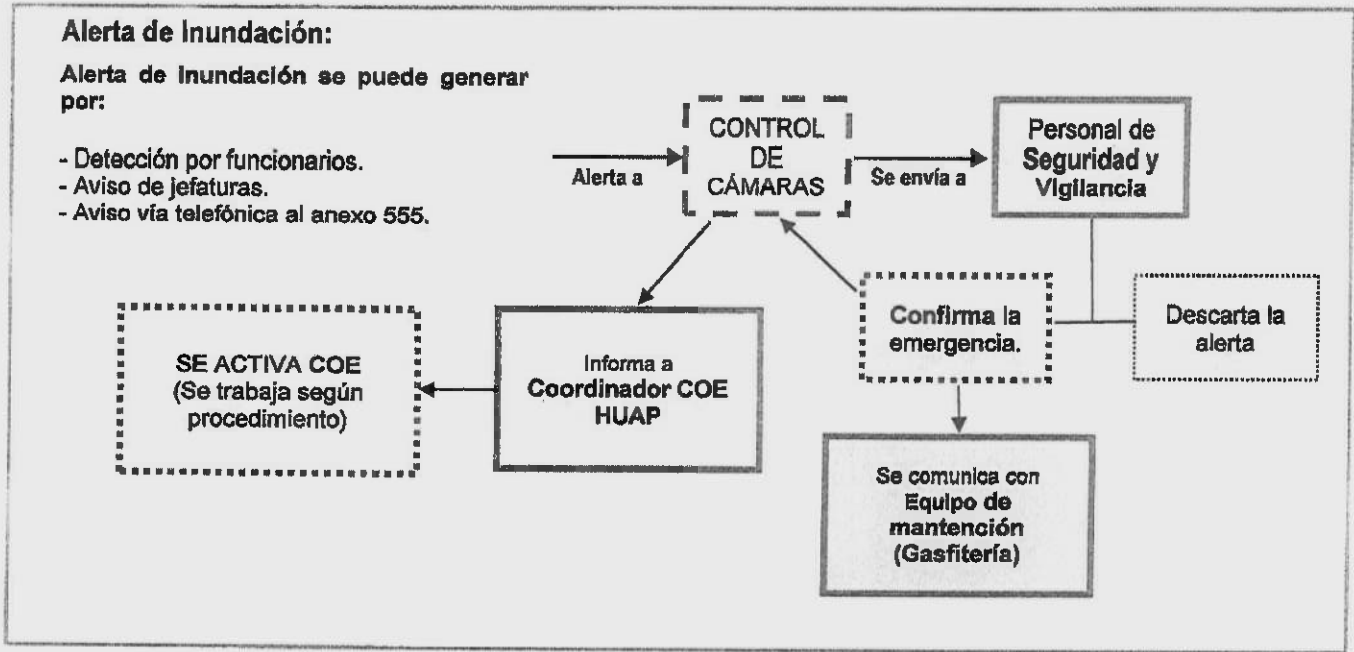 Alerta de Inundación:
Alerta de Inundación se puede generar
por:
- Detección por funcionarios.
- Aviso de jefaturas.
- Aviso vía telefónica al anexo 555.
Alerta a
CONTROL
DE
CÁMARAS
Se envía a
Personal de
Seguridad y
Vigilancia
Confirma la
emergencia.
Descarta la
alerta
SE ACTIVA COE
(Se trabaja según
procedimiento)
Informa a
Coordinador COE
HUAP
Se comunica con
Equipo de
mantención
(Gasfitería)